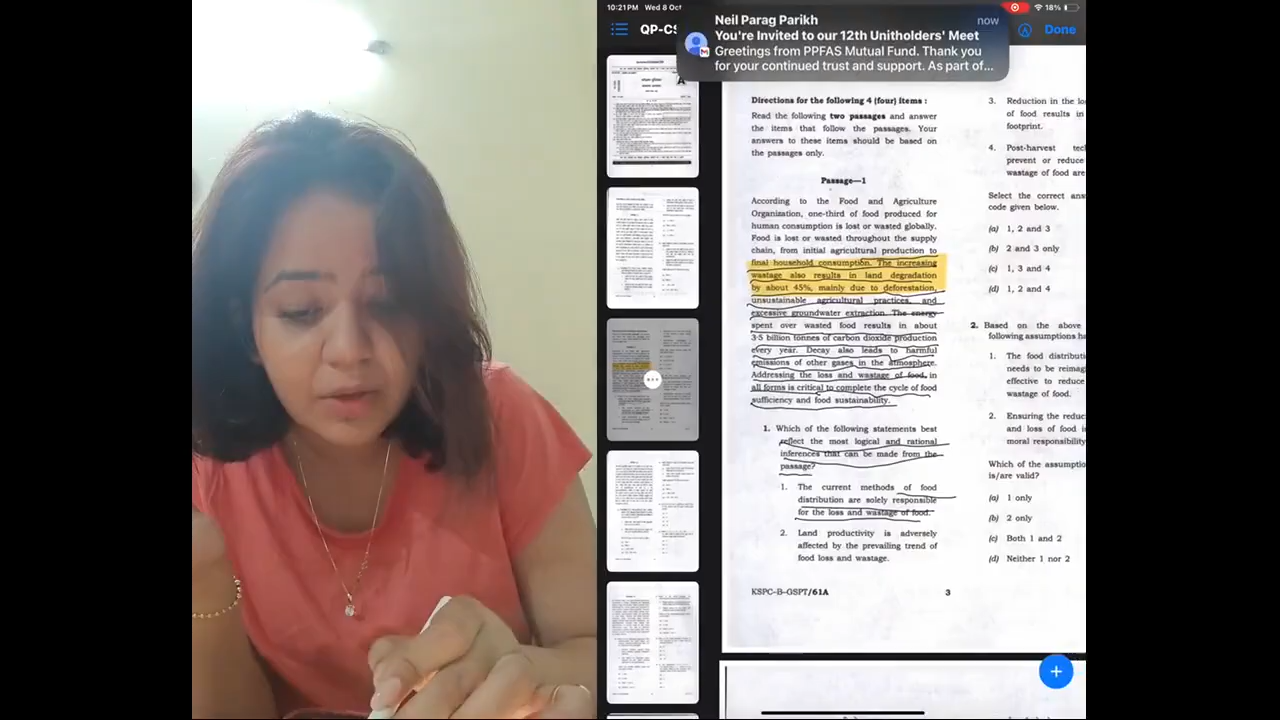 10:21PM Wed 8 Oct
18%
QP-CS
Done
Neil Parag Parikh
now
You're Invited to our 12th Unitholders' Meet
Greetings from PPFAS Mutual Fund. Thank you
for your continued trust and support. As part of...
A
Directions for the following 4 (four) items :
Read the following two passages and answer
the items that follow the passages. Your
answers to these items should be based on
the passages only.
Passage—1
According to the Food and Agriculture
Organization, one-third of food produced for
human consumption is lost or wasted globally.
Food is lost or wasted throughout the supply
chain, from initial agricultural production to
final household consumption. The increasing
wastage also results in land degradation
by about 45%, mainly due to deforestation,
unsustainable agricultural practices, and
excessive groundwater extraction. The energy
spent over wasted food results in about
3·5 billion tonnes of carbon dioxide production
every year. Decay also leads to harmful
emissions of other gases in the atmosphere.
Addressing the loss and wastage of food in
all forms is critical to complete the cycle of food
sufficiency and food sustainability.
1. Which of the following statements best
reflect the most logical and rational
inferences that can be made from the
passage?
1. The current methods of food
distribution are solely responsible
for the loss and wastage of food.
2. Land productivity is adversely
affected by the prevailing trend of
food loss and wastage.
KSPC-B-GSPT/61A
3
3. Reduction in the lo
of food results in
footprint.
4. Post-harvest tec
prevent or reduce
wastage of food are
Select the correct ans
code given below.
(a) 1, 2 and 3
(b) 2 and 3 only
(c) 1, 3 and 4
(d) 1, 2 and 4
2. Based on the above
following assumptions ha
1. The food distributi
needs to be reimag
effective to reduce
wastage of food.
2. Ensuring the reduc
and loss of food i
moral responsibility
Which of the assumptio
is/are valid?
(a) 1 only
(b) 2 only
(c) Both 1 and 2
(d) Neither 1 nor 2